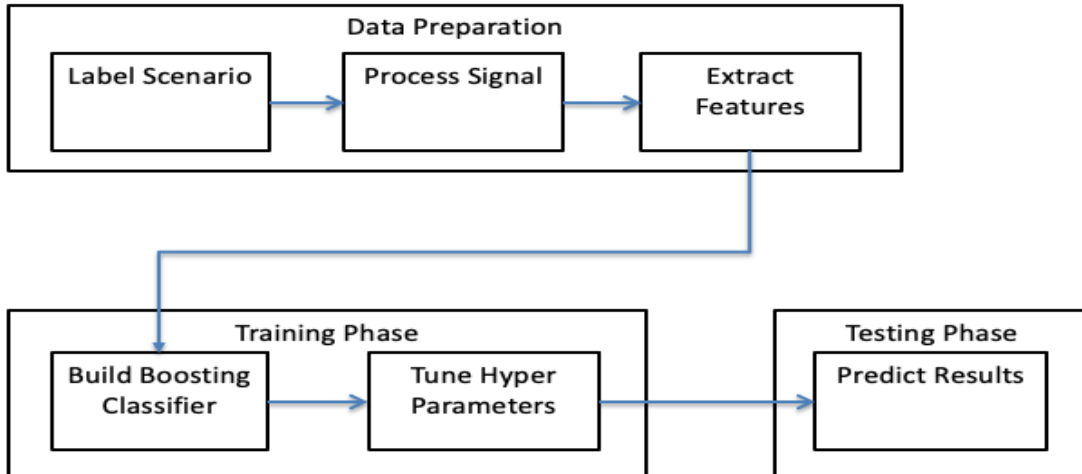 Data Preparation
Label Scenario
Process Signal
Extract
Features
Training Phase
Build Boosting
Classifier
Tune Hyper
Parameters
Testing Phase
Predict Results